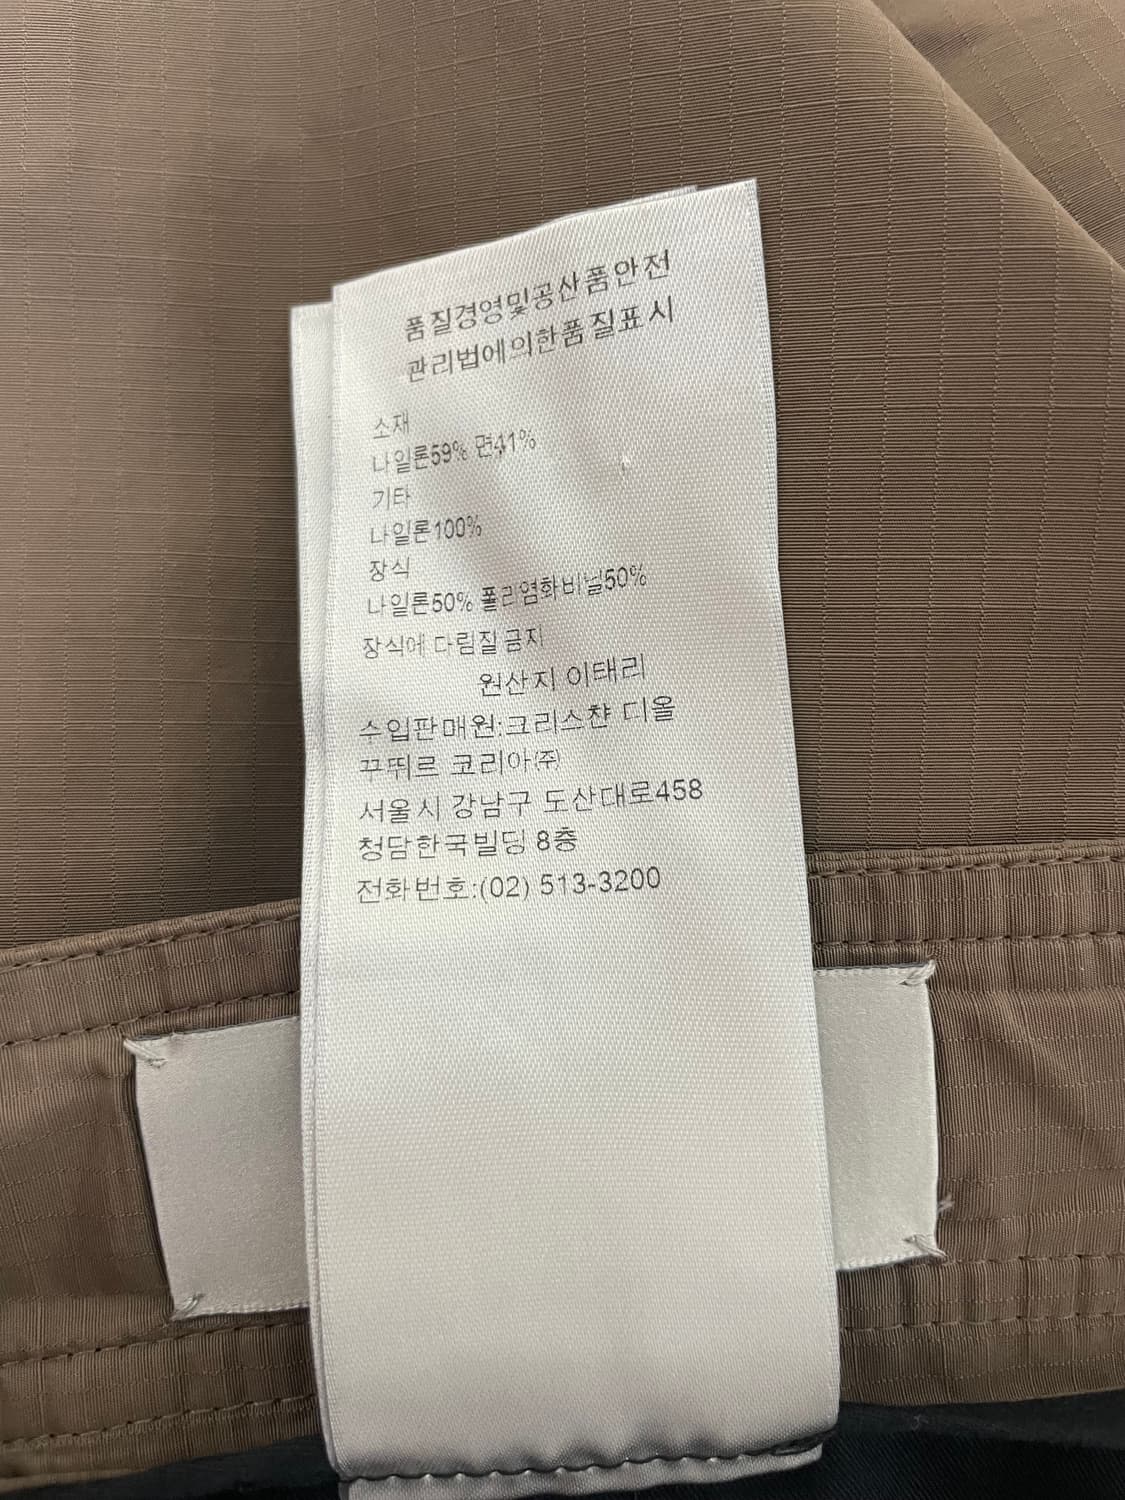 품질경영및공산품안전
관리법에의한품질표시
소재
나일론59% 면41%
기타
나일론100%
장식
나일론50% 폴리염화비닐50%
장식에 다림질금지
원산지 이태리
수입판매원:크리스챤 디올
꾸뛰르 코리아㈜
서울시 강남구 도산대로458
청담한국빌딩 8층
전화번호:(02) 513-3200